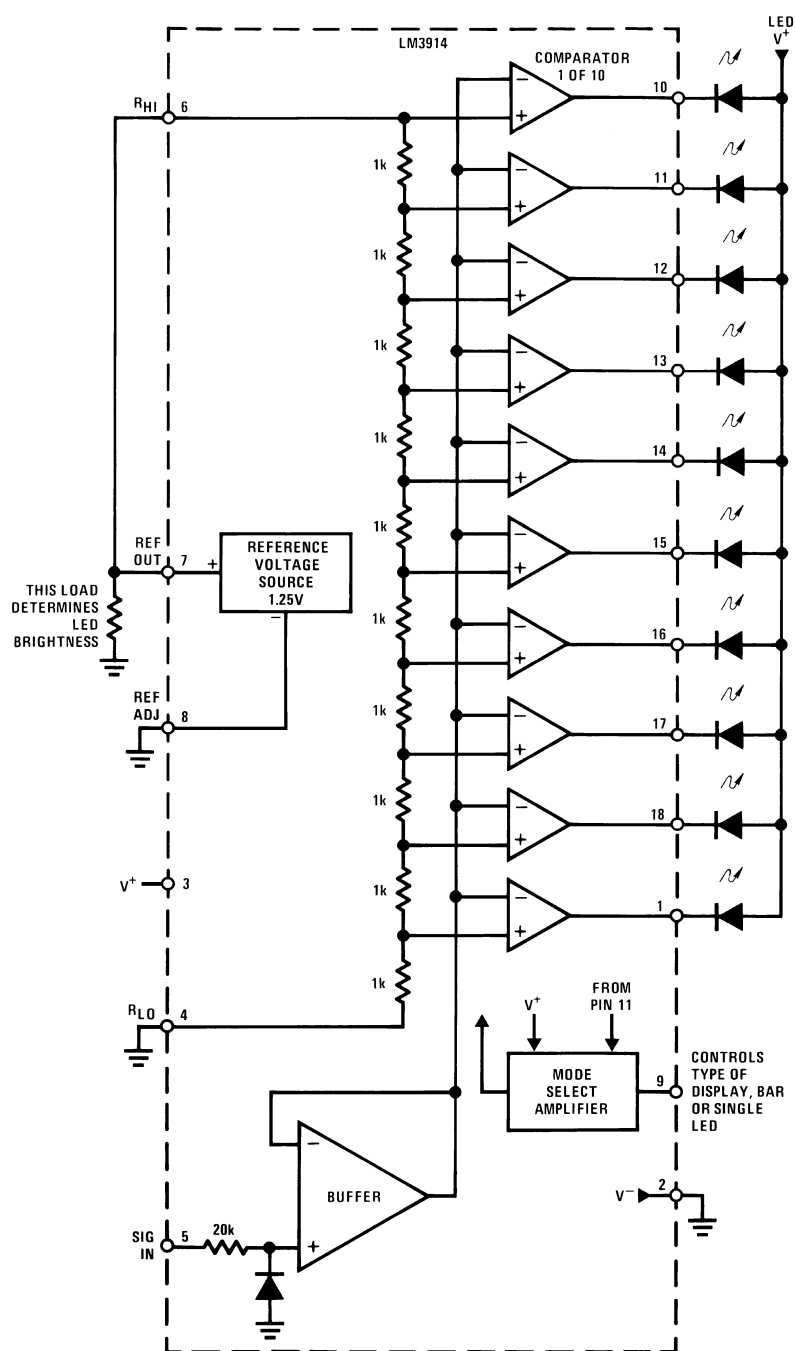 LED
V+
LM3914
COMPARATOR
1 OF 10
RHI
6
10
1k
11
1k
12
1k
13
1k
14
1k
15
REF
OUT
7
+
REFERENCE
VOLTAGE
SOURCE
1.25V
−
THIS LOAD
DETERMINES
LED
BRIGHTNESS
1k
16
REF
ADJ
8
1k
17
1k
18
V+
3
1k
1
1k
RLO
4
V+
FROM
PIN 11
MODE
SELECT
AMPLIFIER
9
CONTROLS
TYPE OF
DISPLAY, BAR
OR SINGLE
LED
−
BUFFER
+
V−
2
SIG
IN
5
20k
− +
− +
− +
− +
− +
− +
− +
− +
− +
− +